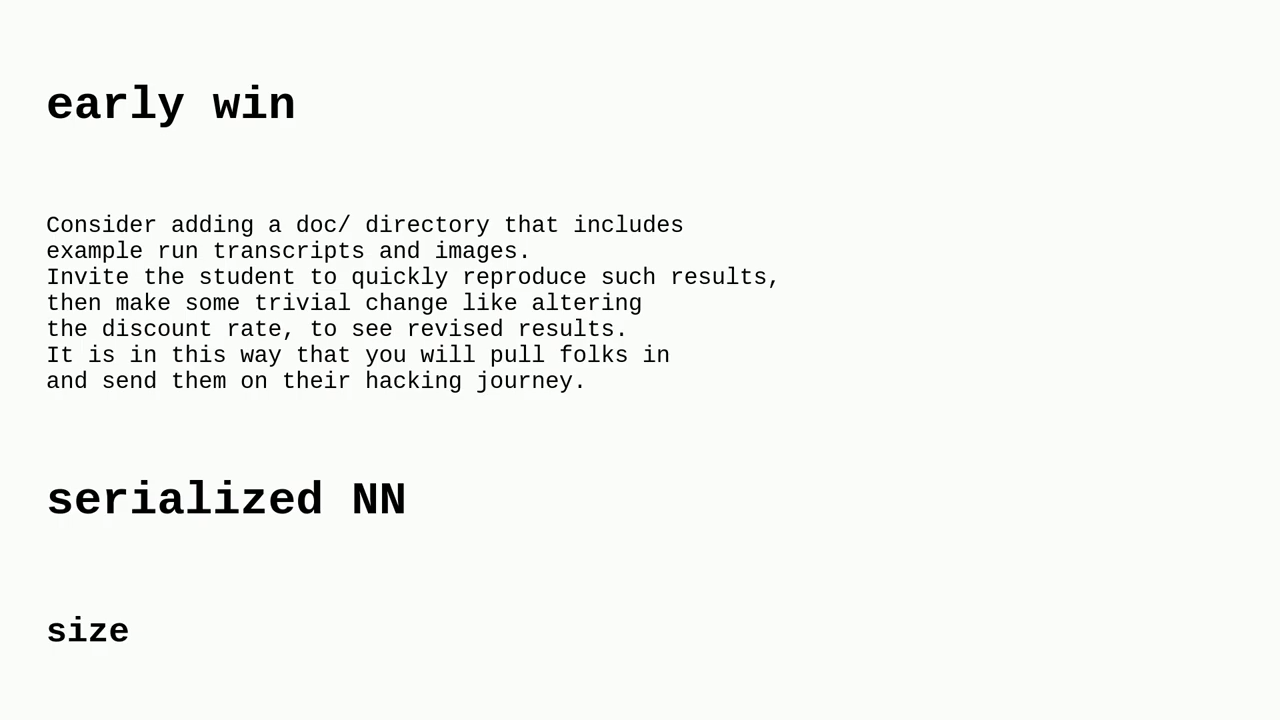 early win
Consider adding a doc/ directory that includes
example run transcripts and images.
Invite the student to quickly reproduce such results,
then make some trivial change like altering
the discount rate, to see revised results.
It is in this way that you will pull folks in
and send them on their hacking journey.
serialized NN
size